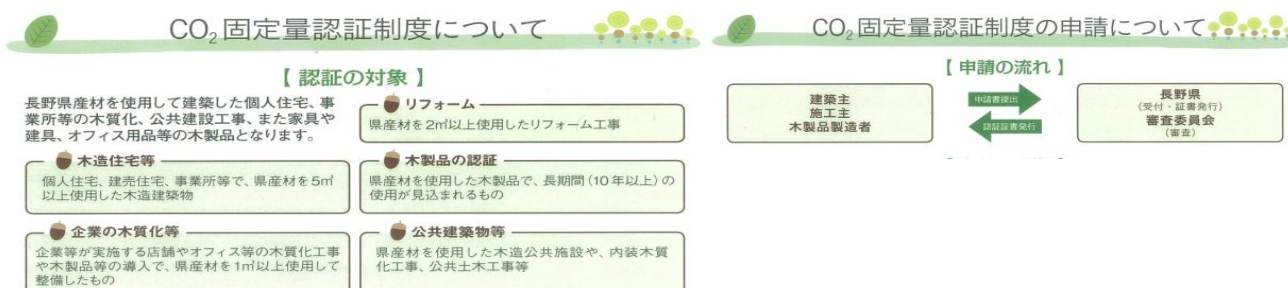 CO₂固定量認証制度について
【 認証の対象 】
長野県産材を使用して建築した個人住宅、事
業所等の木質化、公共建設工事、また家具や
建具、オフィス用品等の木製品となります。
リフォーム
県産材を2㎡以上使用したリフォーム工事
木造住宅等
個人住宅、建売住宅、事業所等で、県産材を5㎡
以上使用した木造建築物
木製品の認証
県産材を使用した木製品で、長期間(10年以上)の
使用が見込まれるもの
企業の木質化等
企業等が実施する店舗やオフィス等の木質化工事
や木製品等の導入で、県産材を1㎡以上使用して
整備したもの
公共建築物等
県産材を使用した木造公共施設や、内装木質
化工事、公共土木工事等
CO₂固定量認証制度の申請について
【 申請の流れ 】
建築主
施工主
木製品製造者
申請書提出
認証証書発行
長野県
(受付・証書発行)
審査委員会
(審査)